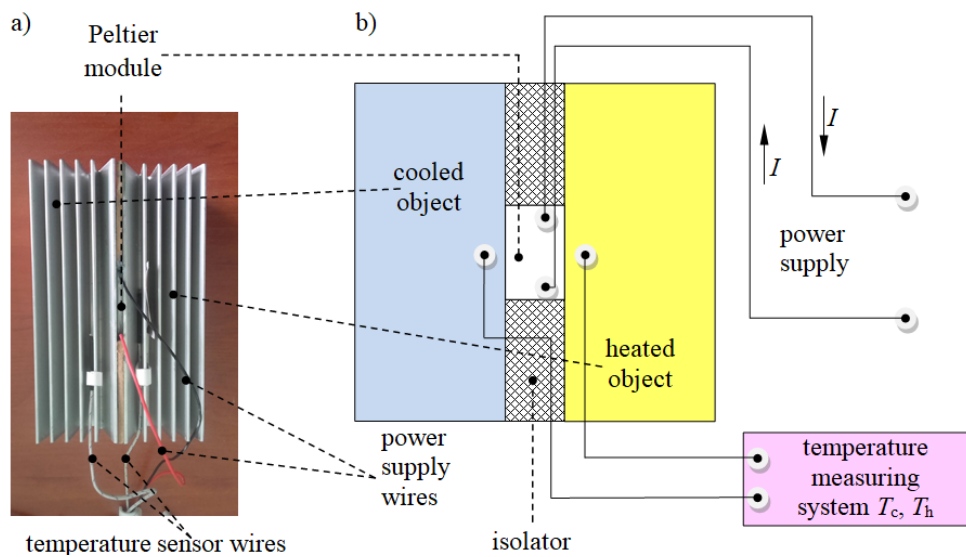 a)
Peltier
module
cooled
object
power
supply
wires
temperature sensor wires
b)
I
I
power
supply
heated
object
isolator
temperature
measuring
system Tc, Th